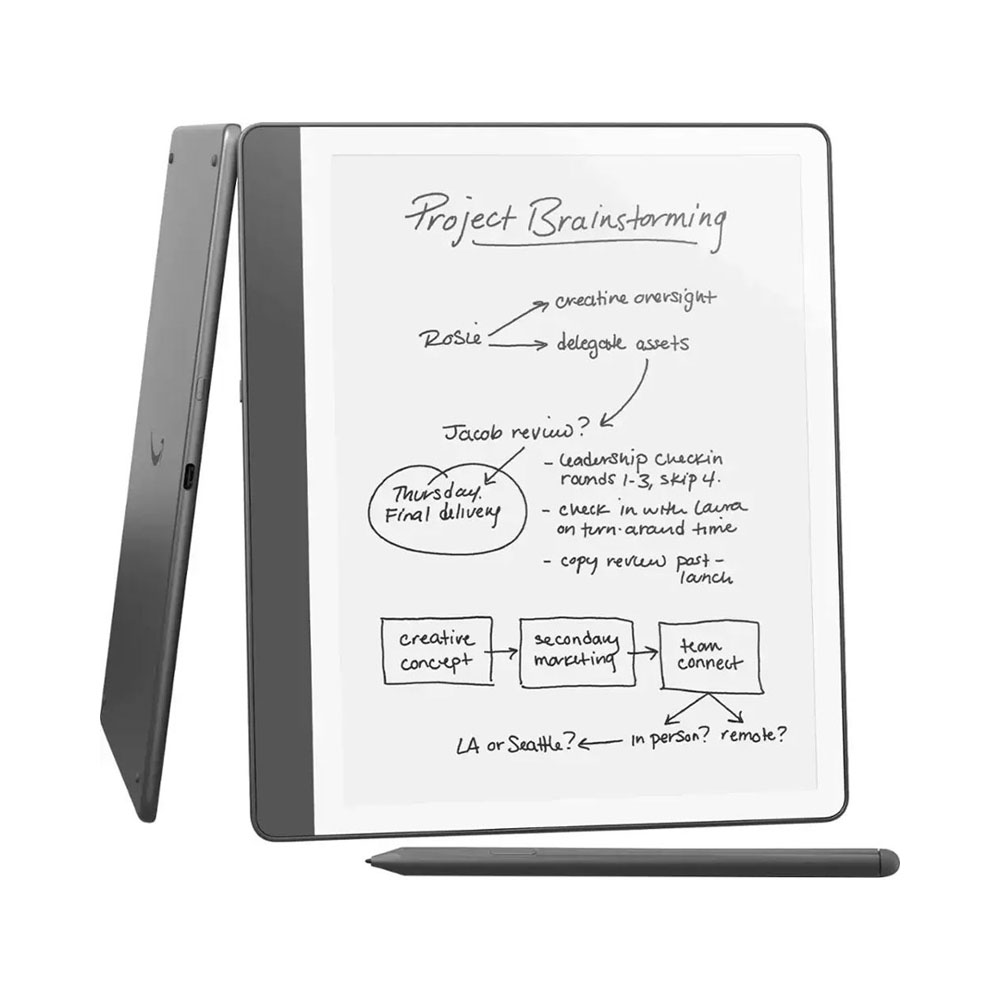 Project Brainstorming
creative oversight
Rosie
delegate assets
Jacob review?
- Leadership checkin
rounds 1-3, skip 4.
Thursday.
Final delivery
- check in with Laura
on turn-around time
- copy review post-
launch
creative
concept
secondary
marketing
team
connect
LA or Seattle?
in person?
remote?